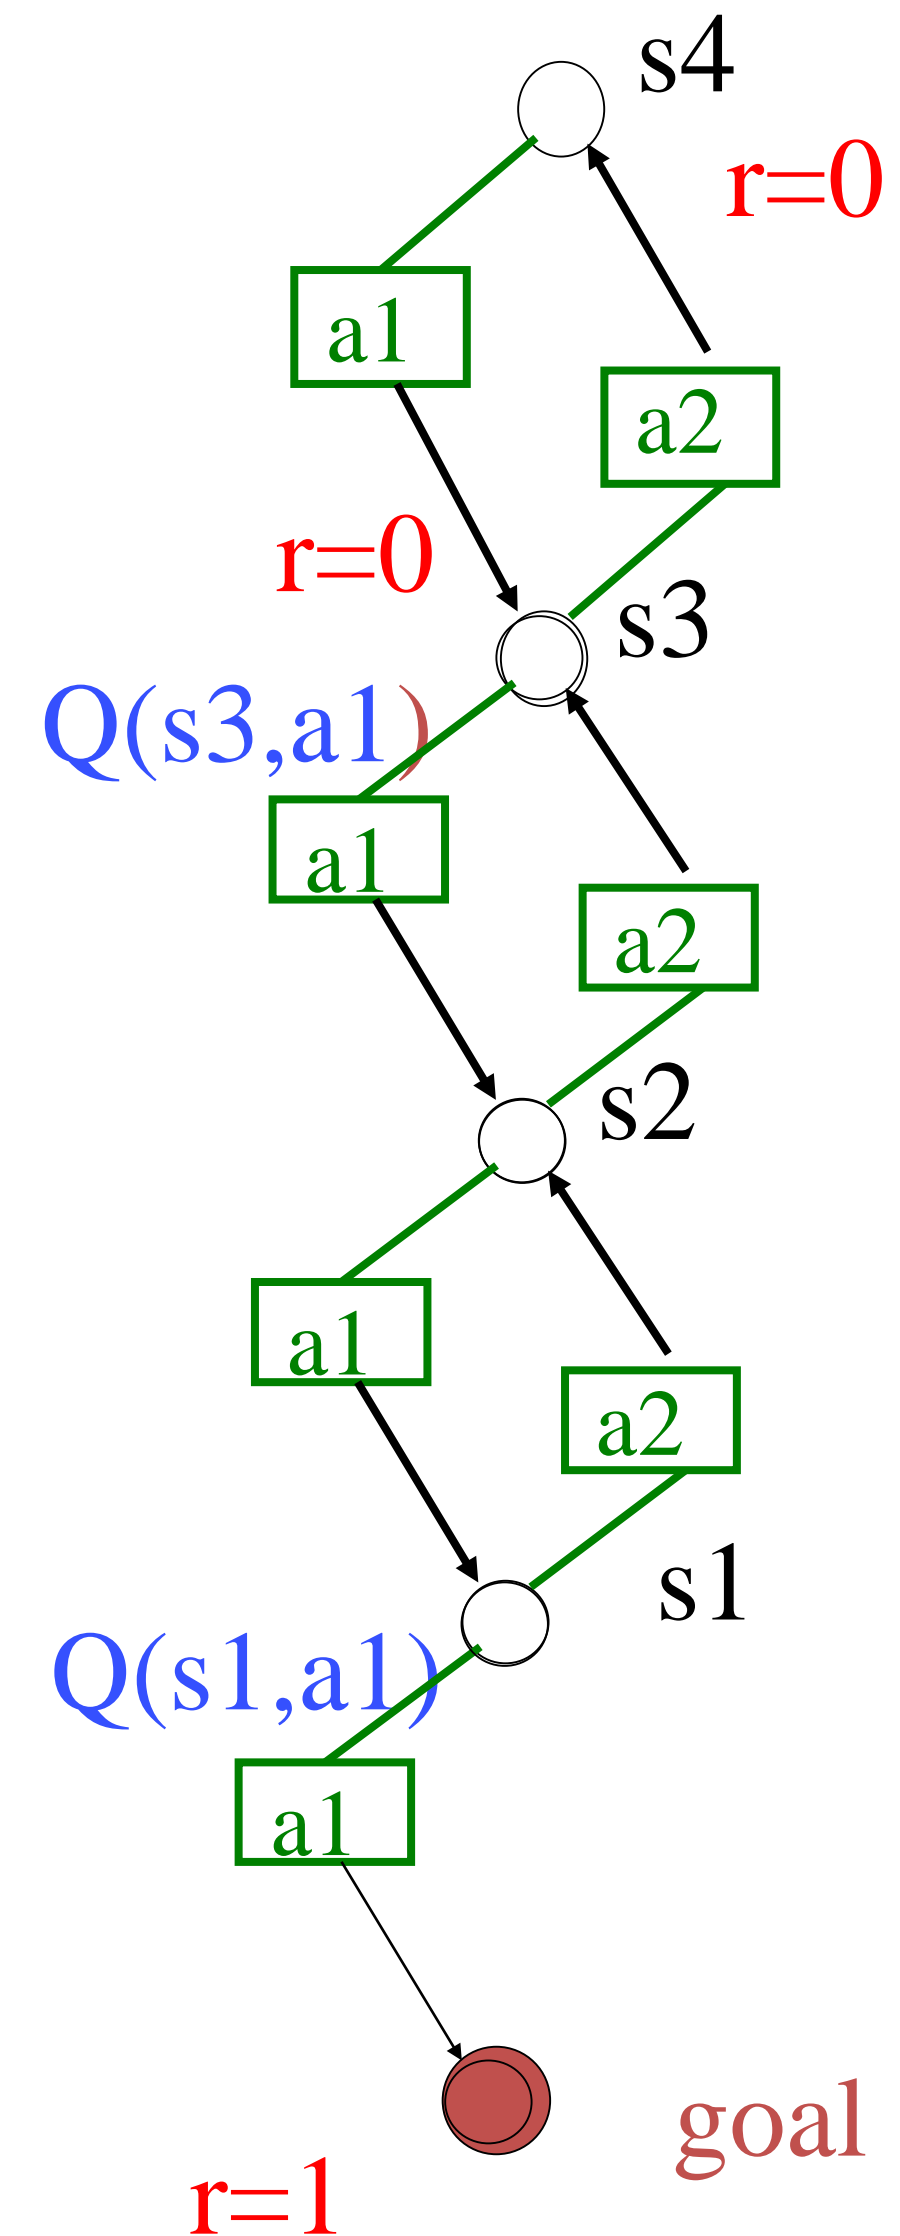 s4
r=0
a1
a2
r=0
s3
Q(s3,a1)
a1
a2
s2
a1
a2
s1
Q(s1,a1)
a1
goal
r=1